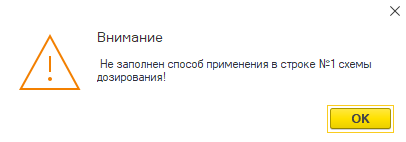 Внимание
Не заполнен способ применения в строке №1 схемы
дозирования!
OK